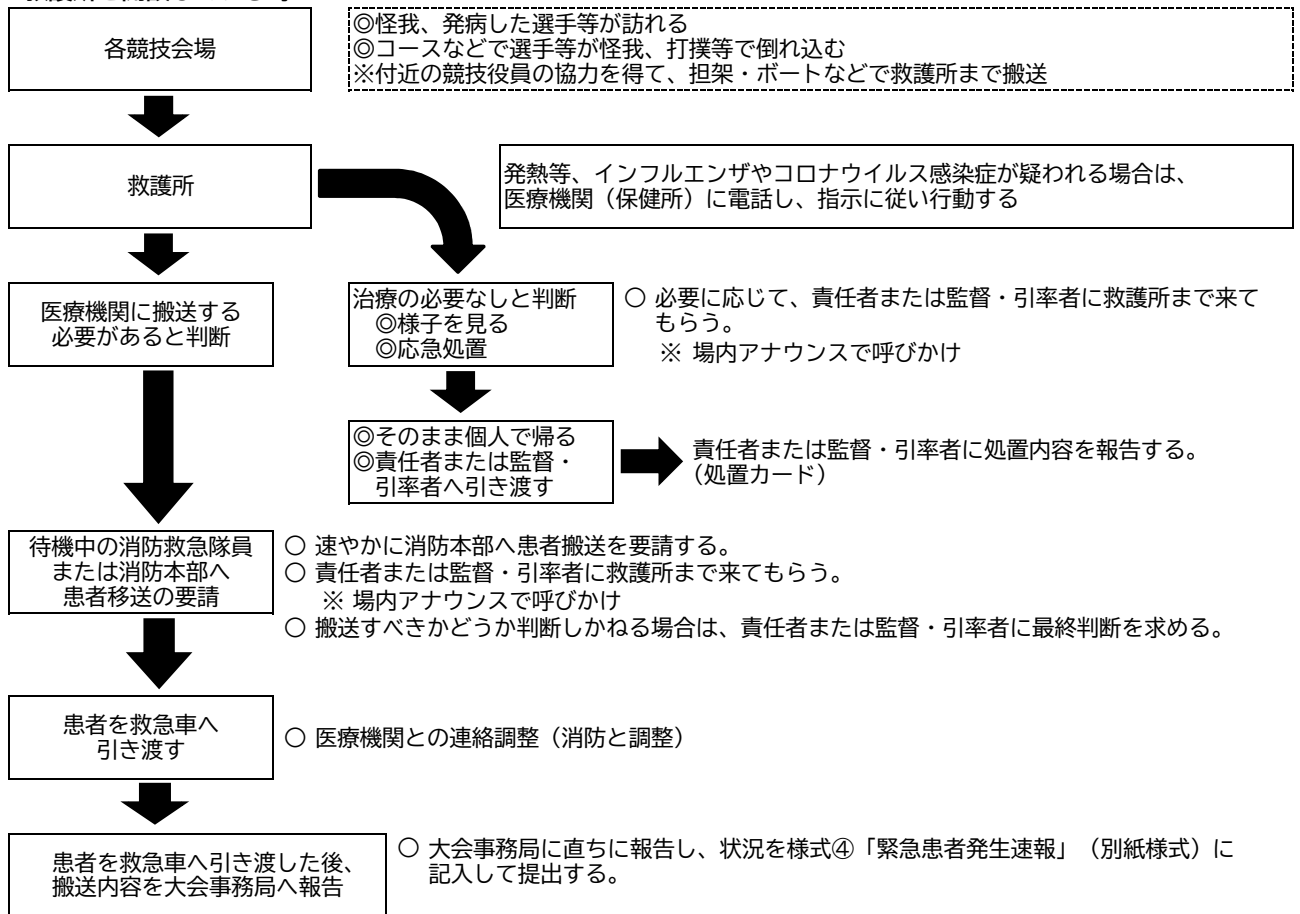 各競技会場
◎怪我、発病した選手等が訪れる
◎コースなどで選手等が怪我、打撲等で倒れ込む
※付近の競技役員の協力を得て、担架・ボートなどで救護所まで搬送
救護所
発熱等、インフルエンザやコロナウイルス感染症が疑われる場合は、
医療機関（保健所）に電話し、指示に従い行動する
医療機関に搬送する
必要があると判断
治療の必要なしと判断
◎様子を見る
◎応急処置
○ 必要に応じて、責任者または監督・引率者に救護所まで来て
もらう。
※ 場内アナウンスで呼びかけ
◎そのまま個人で帰る
◎責任者または監督・
引率者へ引き渡す
責任者または監督・引率者に処置内容を報告する。
（処置カード）
待機中の消防救急隊員
または消防本部へ
患者移送の要請
○ 速やかに消防本部へ患者搬送を要請する。
○ 責任者または監督・引率者に救護所まで来てもらう。
※ 場内アナウンスで呼びかけ
○ 搬送すべきかどうか判断しかねる場合は、責任者または監督・引率者に最終判断を求める。
患者を救急車へ
引き渡す
○ 医療機関との連絡調整（消防と調整）
患者を救急車へ引き渡した後、
搬送内容を大会事務局へ報告
○ 大会事務局に直ちに報告し、状況を様式④「緊急患者発生速報」（別紙様式）に
記入して提出する。